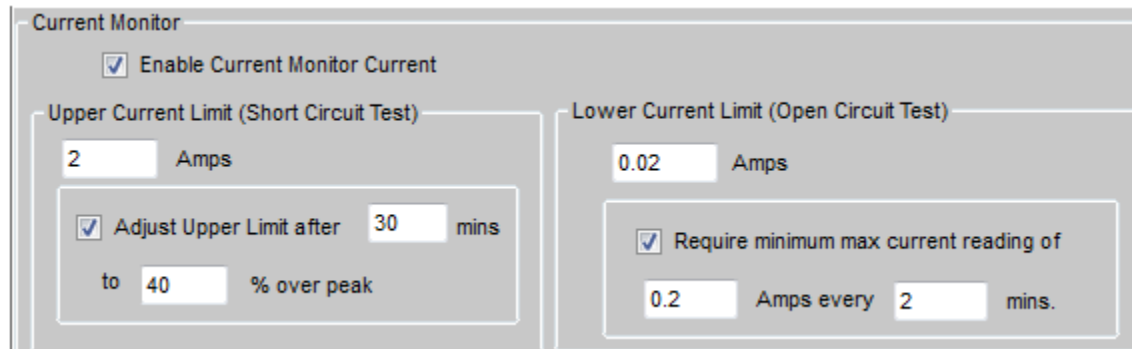 Current Monitor
Enable Current Monitor Current
Upper Current Limit (Short Circuit Test)
2 Amps
Adjust Upper Limit after 30 mins
to 40 % over peak
Lower Current Limit (Open Circuit Test)
0.02 Amps
Require minimum max current reading of
0.2 Amps every 2 mins.